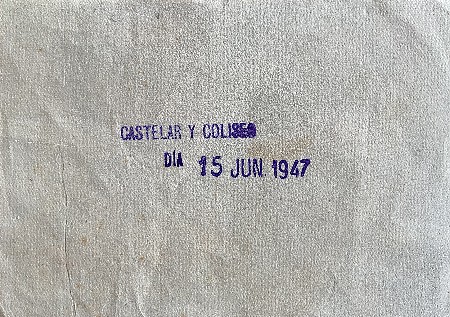 CASTELAR Y COLISEO
DÍA 15 JUN. 1947